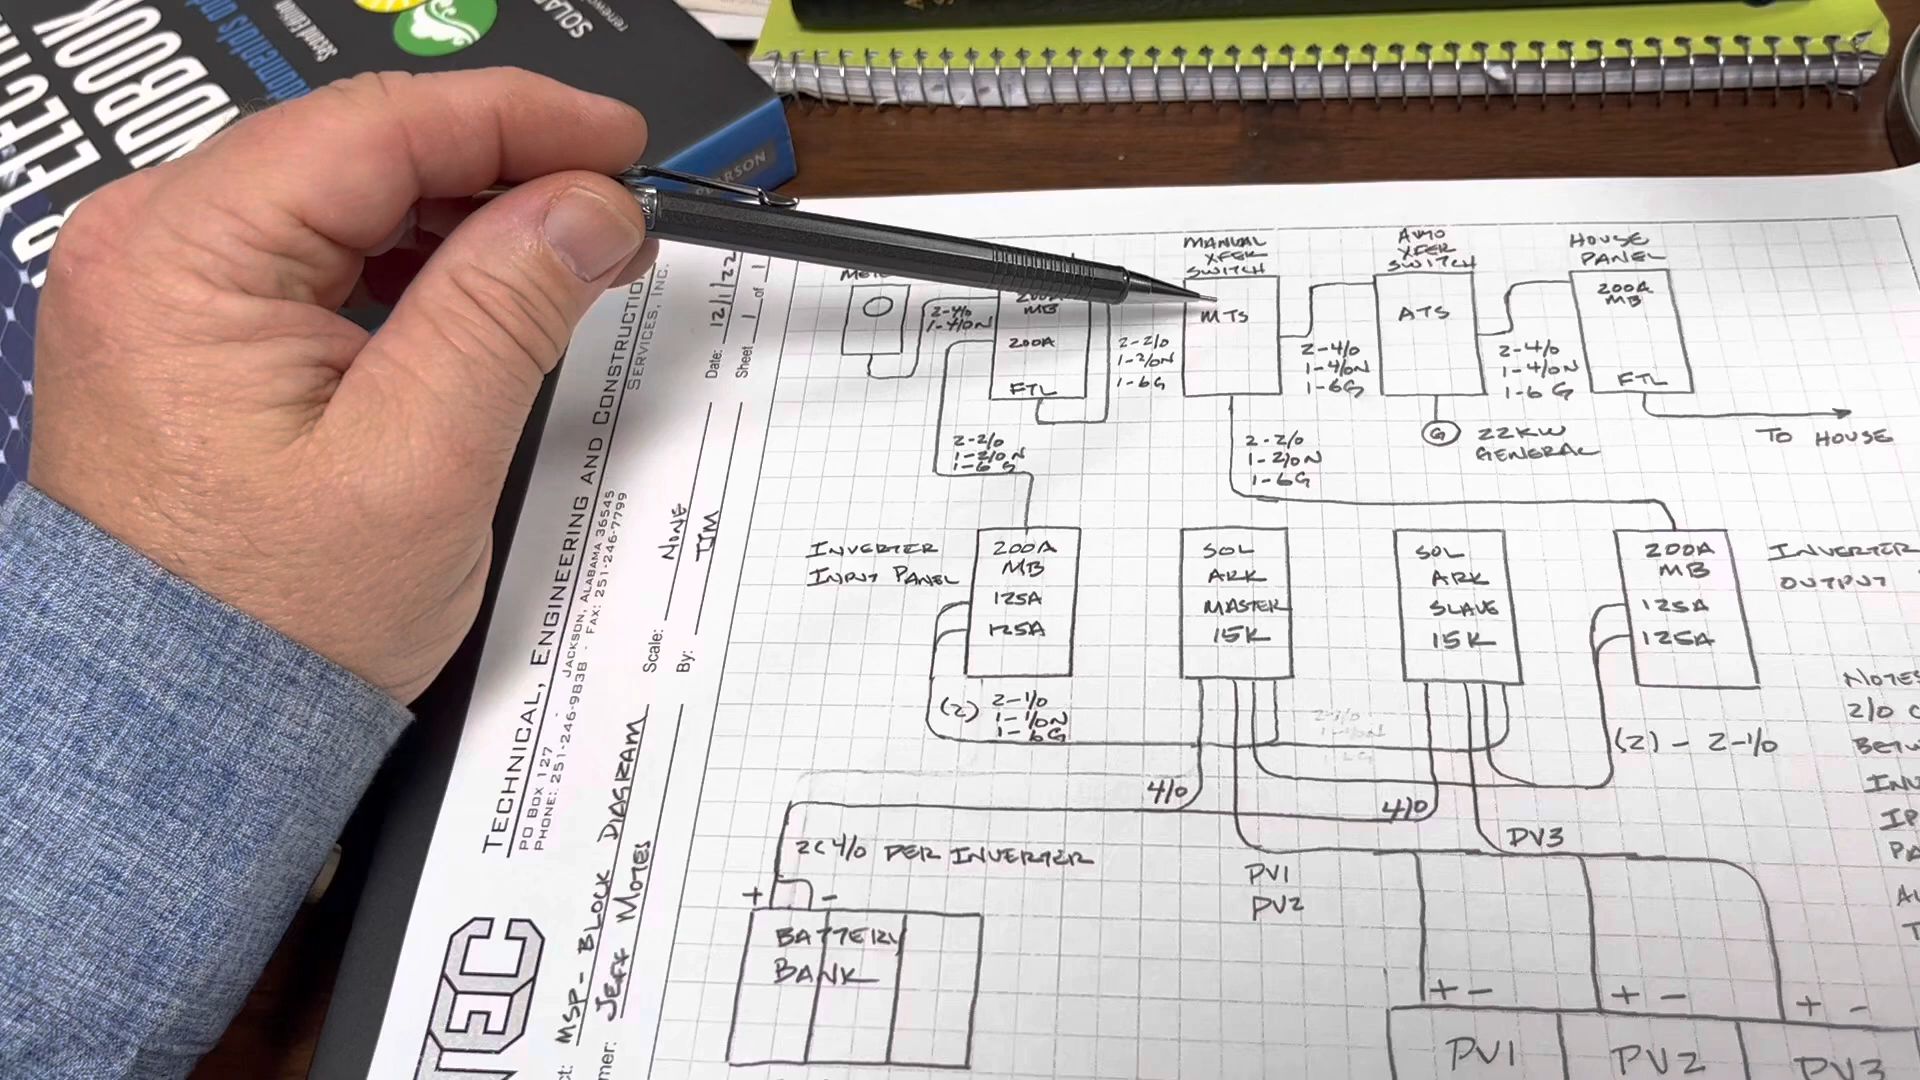 HANDBOOK
Second Edition
SOLAR
PEARSON
TECHNICAL, ENGINEERING AND CONSTRUCTION
SERVICES, INC.
PO BOX 127 JACKSON, ALABAMA 36545
PHONE: 251-246-9838 - FAX: 251-246-7799
Date: 12/1/22
Sheet 1 of 1
Scale: NONE
By: TJM
MSP- BLOCK DIAGRAM
JEFF MOTES
200A
MB
200A
FTL
2-4/0
1-4/0N
2-2/0
1-2/0N
1-6G
MANUAL
XFER
SWITCH
MTS
2-4/0
1-4/0N
1-6G
AUTO
XFER
SWITCH
ATS
G
22KW
GENERAC
2-4/0
1-4/0N
1-6 G
HOUSE
PANEL
200A
MB
FTL
TO HOUSE
2-2/0
1-2/0N
1-6 G
2-2/0
1-2/0N
1-6G
INVERTER
INPUT PANEL
200A
MB
125A
125A
(2) 2-1/0
1-1/0N
1-6G
SOL
ARK
MASTER
15K
SOL
ARK
SLAVE
15K
200A
MB
125A
125A
INVERTER
OUTPUT
(2) - 2-1/0
NOTES
2/0
4/0
4/0
2C 4/0 PER INVERTER
PV3
PV1
PV2
+ -
BATTERY
BANK
+ -
+ -
+ -
PV1
PV2
PV3